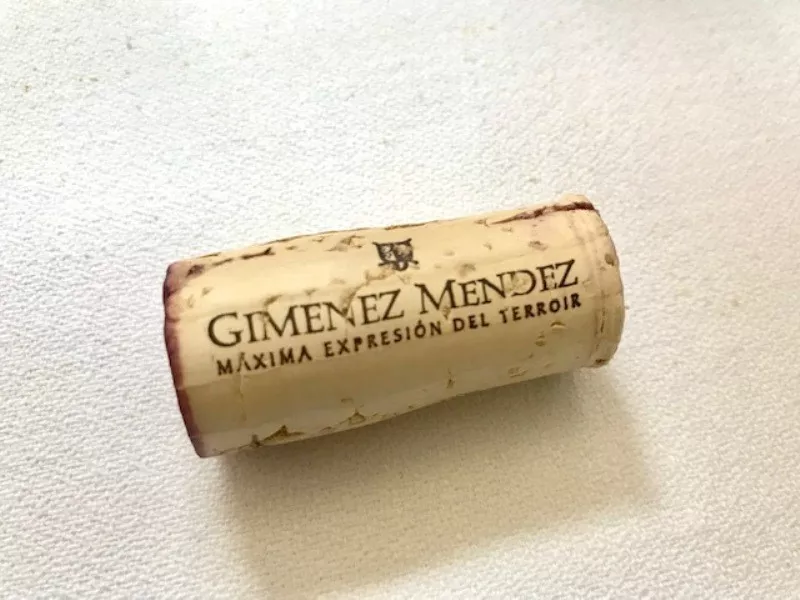 GIMENEZ MENDEZ
MÁXIMA EXPRESIÓN DEL TERROIR